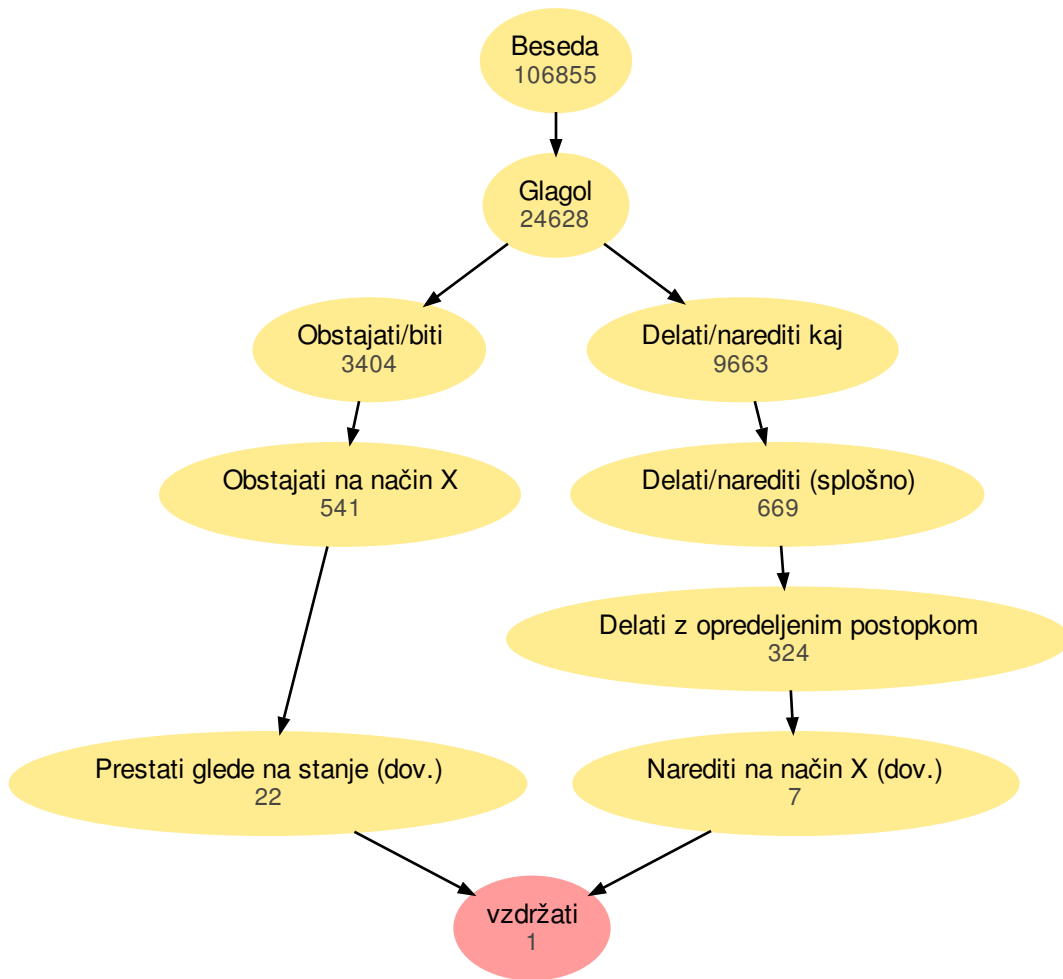 Beseda
106855
Glagol
24628
Obstajati/biti
3404
Delati/narediti kaj
9663
Obstajati na način X
541
Delati/narediti (splošno)
669
Delati z opredeljenim postopkom
324
Prestati glede na stanje (dov.)
22
Narediti na način X (dov.)
7
vzdržati
1